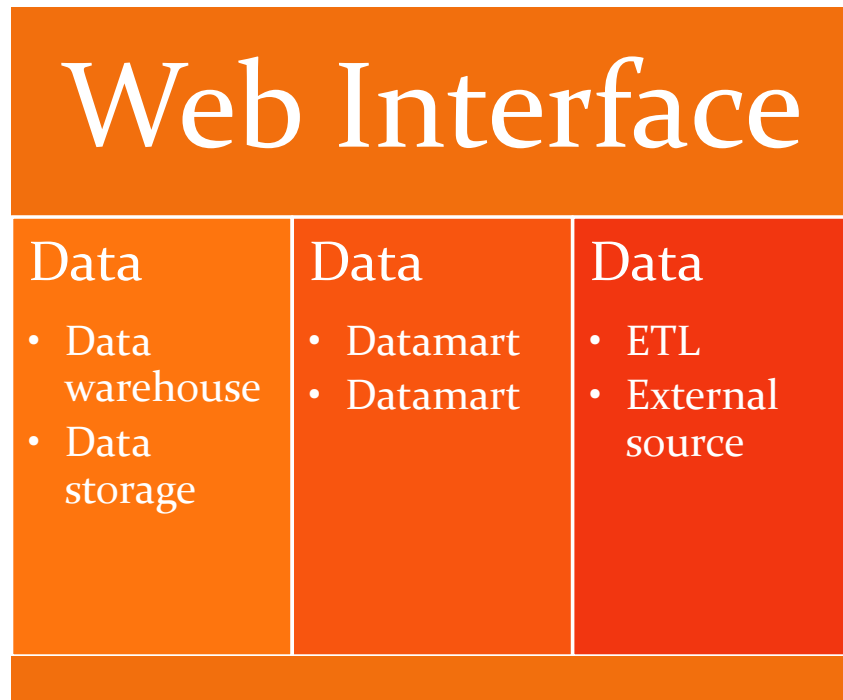 Web Interface
Data
• Data
warehouse
• Data
storage
Data
• Datamart
• Datamart
Data
• ETL
• External
source